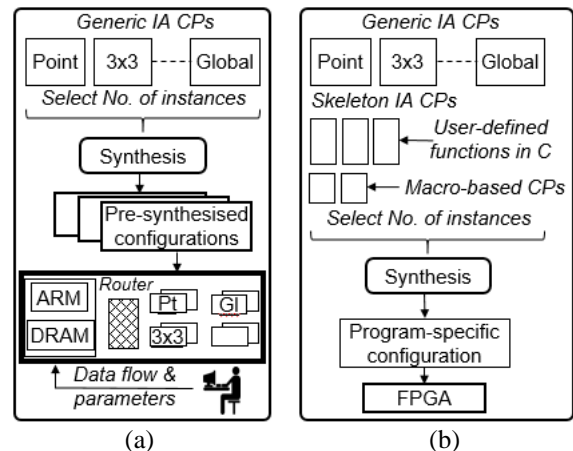 Generic IA CPs
Point
3x3
Global
Select No. of instances
Synthesis
Pre-synthesised
configurations
Router
ARM
DRAM
Pt
Gl
3x3
Data flow &
parameters
(a)
Generic IA CPs
Point
3x3
Global
Skeleton IA CPs
User-defined
functions in C
Macro-based CPs
Select No. of instances
Synthesis
Program-specific
configuration
FPGA
(b)